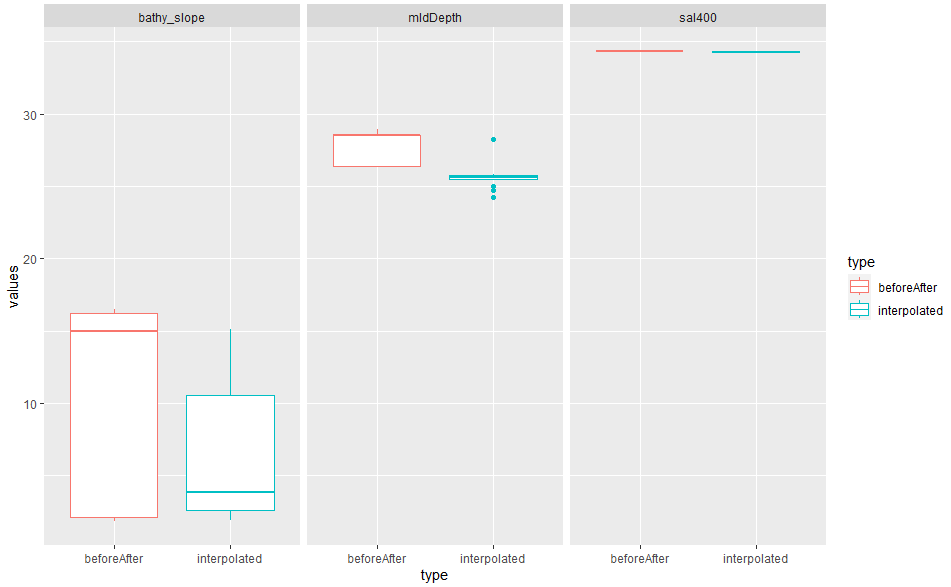 bathy_slope mldDepth sal400
30
20
10
values
beforeAfter interpolated beforeAfter interpolated beforeAfter interpolated
type
type
beforeAfter
interpolated